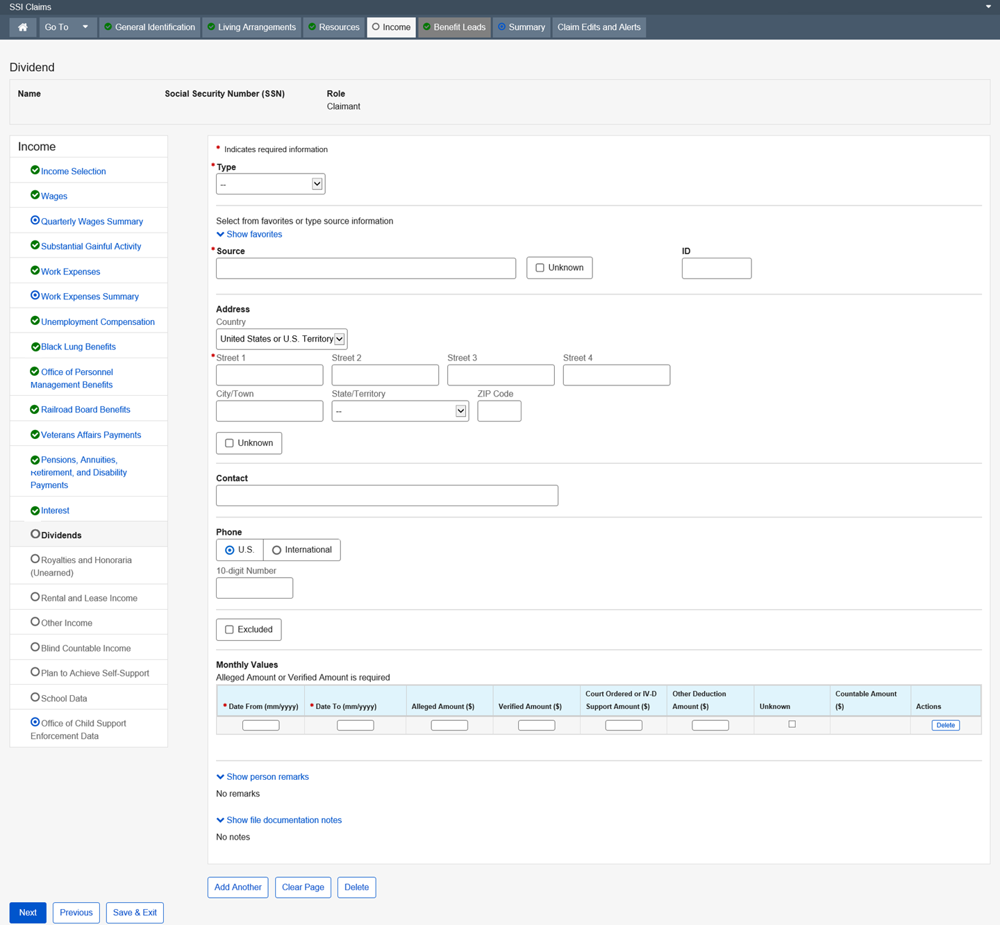 SSI Claims
Go To General Identification Living Arrangements Resources Income Benefit Leads Summary Claim Edits and Alerts
Dividend
Name Social Security Number (SSN) Role
Claimant
Income
Income Selection
Wages
Quarterly Wages Summary
Substantial Gainful Activity
Work Expenses
Work Expenses Summary
Unemployment Compensation
Black Lung Benefits
Office of Personnel
Management Benefits
Railroad Board Benefits
Veterans Affairs Payments
Pensions, Annuities,
Retirement, and Disability
Payments
Interest
Dividends
Royalties and Honoraria
(Unearned)
Rental and Lease Income
Other Income
Blind Countable Income
Plan to Achieve Self-Support
School Data
Office of Child Support
Enforcement Data
* Indicates required information
* Type
--
Select from favorites or type source information
Show favorites
* Source ID
Unknown
Address
Country
United States or U.S. Territory
* Street 1 Street 2 Street 3 Street 4
City/Town State/Territory ZIP Code
--
Unknown
Contact
Phone
U.S. International
10-digit Number
Excluded
Monthly Values
Alleged Amount or Verified Amount is required
* Date From (mm/yyyy) * Date To (mm/yyyy) Alleged Amount ($) Verified Amount ($) Court Ordered or IV-D Support Amount ($) Other Deduction Amount ($) Unknown Countable Amount ($) Actions
Delete
Show person remarks
No remarks
Show file documentation notes
No notes
Add Another Clear Page Delete
Next Previous Save & Exit